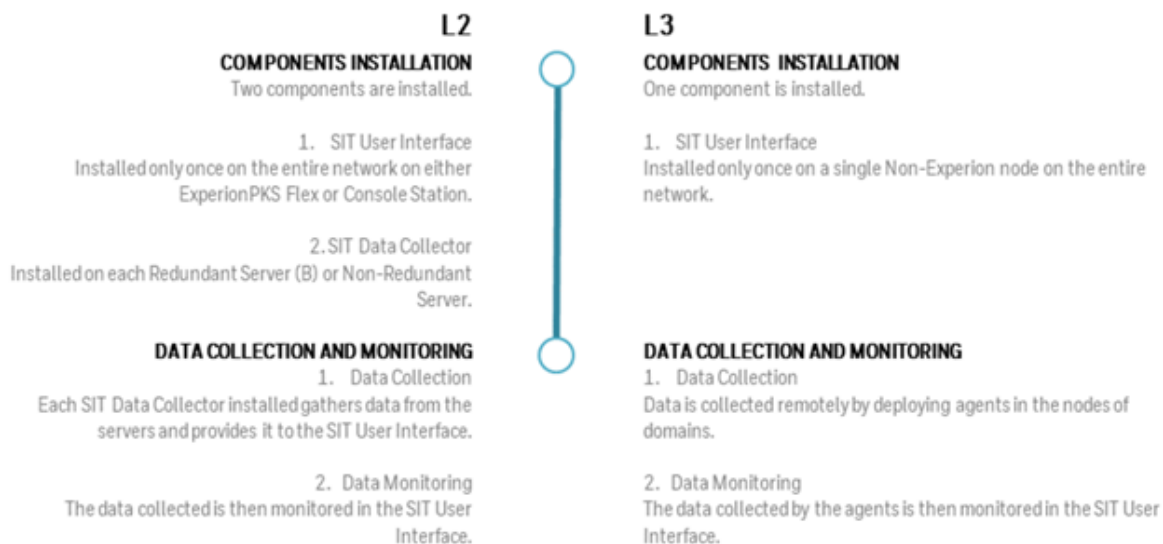 L2
COMPONENTS INSTALLATION
Two components are installed.
1. SIT User Interface
Installed only once on the entire network on either
ExperionPKS Flex or Console Station.
2. SIT Data Collector
Installed on each Redundant Server (B) or Non-Redundant
Server.
DATA COLLECTION AND MONITORING
1. Data Collection
Each SIT Data Collector installed gathers data from the
servers and provides it to the SIT User Interface.
2. Data Monitoring
The data collected is then monitored in the SIT User
Interface.
L3
COMPONENTS INSTALLATION
One component is installed.
1. SIT User Interface
Installed only once on a single Non-Experion node on the entire
network.
DATA COLLECTION AND MONITORING
1. Data Collection
Data is collected remotely by deploying agents in the nodes of
domains.
2. Data Monitoring
The data collected by the agents is then monitored in the SIT User
Interface.